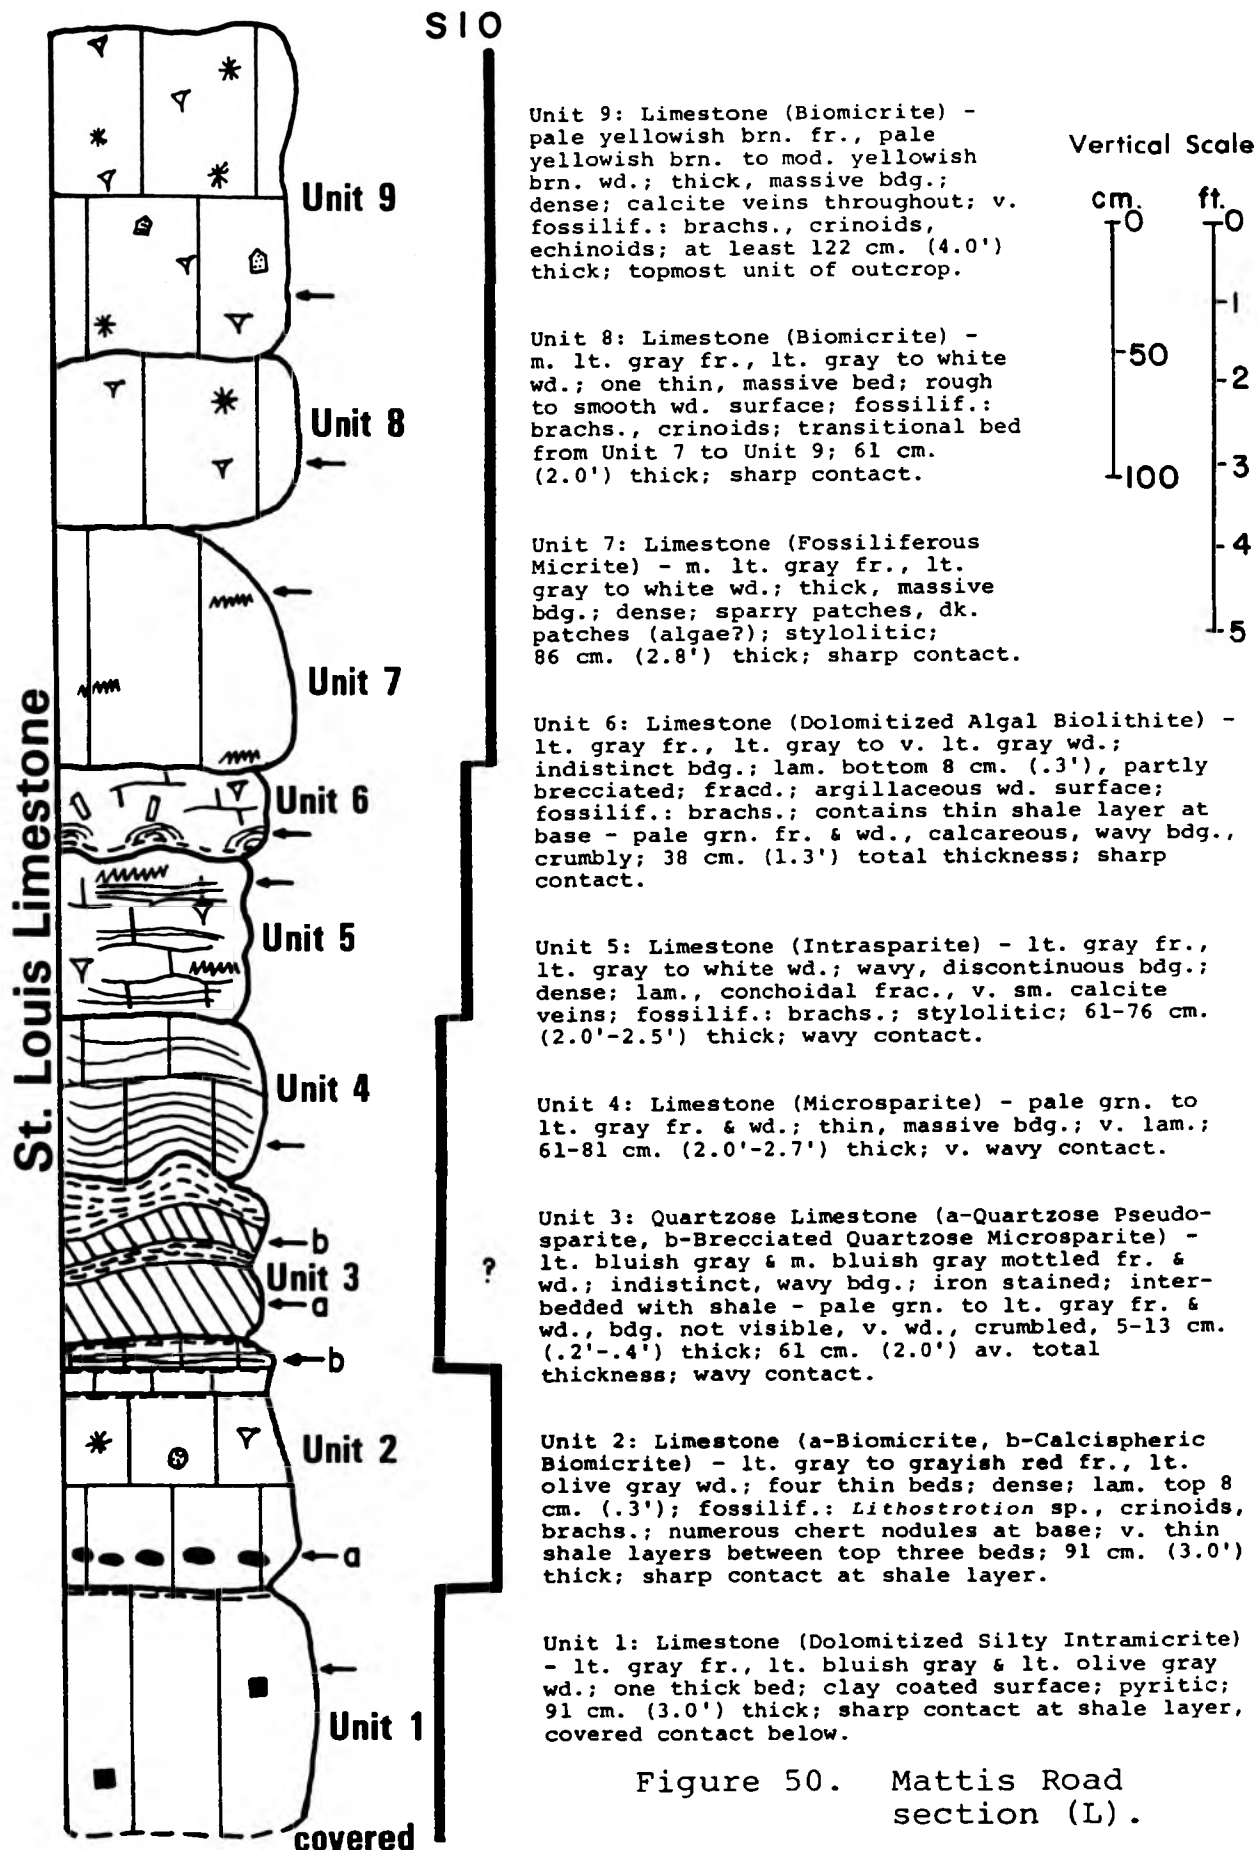 S I O
Unit 9: Limestone (Biomicrite) -
pale yellowish brn. fr., pale
yellowish brn. to mod. yellowish
brn. wd.; thick, massive bdg.;
dense; calcite veins throughout; v.
fossilif.: brachs., crinoids,
echinoids; at least 122 cm. (4.0')
thick; topmost unit of outcrop.
Vertical Scale
cm. ft.
0 0
1
50
2
3
100
4
5
Unit 8: Limestone (Biomicrite) -
m. lt. gray fr., lt. gray to white
wd.; one thin, massive bed; rough
to smooth wd. surface; fossilif.:
brachs., crinoids; transitional bed
from Unit 7 to Unit 9; 61 cm.
(2.0') thick; sharp contact.
Unit 7: Limestone (Fossiliferous
Micrite) - m. lt. gray fr., lt.
gray to white wd.; thick, massive
bdg.; dense; sparry patches, dk.
patches (algae?); stylolitic;
86 cm. (2.8') thick; sharp contact.
Unit 6: Limestone (Dolomitized Algal Biolithite) -
lt. gray fr., lt. gray to v. lt. gray wd.;
indistinct bdg.; lam. bottom 8 cm. (.3'), partly
brecciated; fracd.; argillaceous wd. surface;
fossilif.: brachs.; contains thin shale layer at
base - pale grn. fr. & wd., calcareous, wavy bdg.,
crumbly; 38 cm. (1.3') total thickness; sharp
contact.
Unit 5: Limestone (Intrasparite) - lt. gray fr.,
lt. gray to white wd.; wavy, discontinuous bdg.;
dense; lam., conchoidal frac., v. sm. calcite
veins; fossilif.: brachs.; stylolitic; 61-76 cm.
(2.0'-2.5') thick; wavy contact.
Unit 4: Limestone (Microsparite) - pale grn. to
lt. gray fr. & wd.; thin, massive bdg.; v. lam.;
61-81 cm. (2.0'-2.7') thick; v. wavy contact.
Unit 3: Quartzose Limestone (a-Quartzose Pseudo-
sparite, b-Brecciated Quartzose Microsparite) -
lt. bluish gray & m. bluish gray mottled fr. &
wd.; indistinct, wavy bdg.; iron stained; inter-
bedded with shale - pale grn. to lt. gray fr. &
wd., bdg. not visible, v. wd., crumbled, 5-13 cm.
(.2'-.4') thick; 61 cm. (2.0') av. total
thickness; wavy contact.
Unit 2: Limestone (a-Biomicrite, b-Calcispheric
Biomicrite) - lt. gray to grayish red fr., lt.
olive gray wd.; four thin beds; dense; lam. top 8
cm. (.3'); fossilif.: Lithostrotion sp., crinoids,
brachs.; numerous chert nodules at base; v. thin
shale layers between top three beds; 91 cm. (3.0')
thick; sharp contact at shale layer.
Unit 1: Limestone (Dolomitized Silty Intramicrite)
- lt. gray fr., lt. bluish gray & lt. olive gray
wd.; one thick bed; clay coated surface; pyritic;
91 cm. (3.0') thick; sharp contact at shale layer,
covered contact below.
St. Louis Limestone
Unit 9
Unit 8
Unit 7
Unit 6
Unit 5
Unit 4
b
Unit 3
?
a
b
Unit 2
a
Unit 1
covered
Figure 50. Mattis Road
section (L).